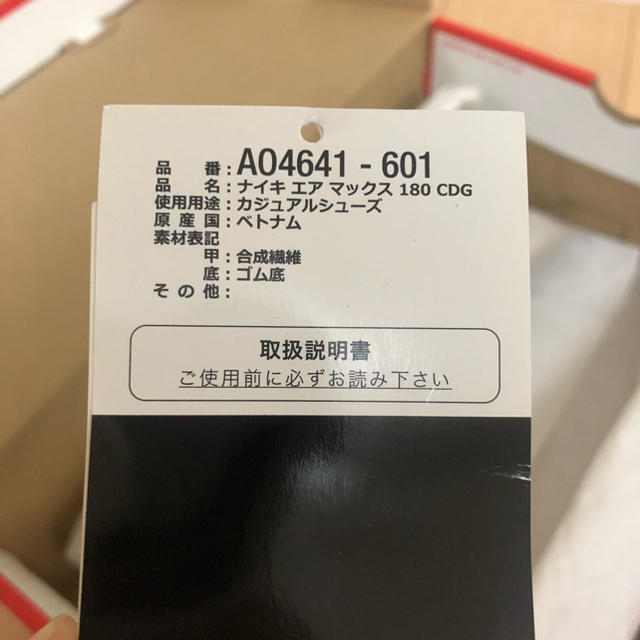 品番:AO4641-601
品名:ナイキ エア マックス 180 CDG
使用用途:カジュアルシューズ
原産国:ベトナム
素材表記
甲:合成繊維
底:ゴム底
その他:
取扱説明書
ご使用前に必ずお読み下さい